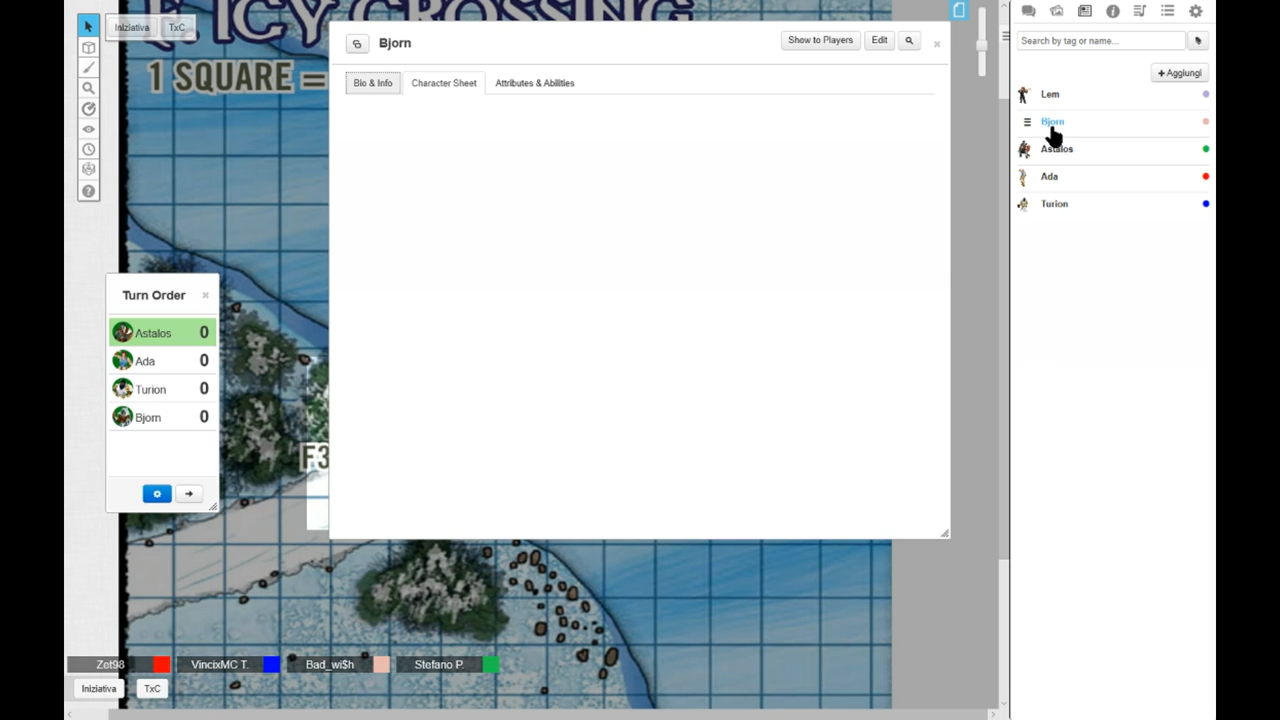 F. ICY CROSSING
1 SQUARE =
Iniziativa TxC
Bjorn
Show to Players
Edit
Bio & Info
Character Sheet
Attributes & Abilities
Search by tag or name...
+ Aggiungi
Lem
Bjorn
Astalos
Ada
Turion
Turn Order
Astalos 0
Ada 0
Turion 0
Bjorn 0
F3
Zet98
VincixMC T.
Bad_wi$h
Stefano P.
Iniziativa
TxC